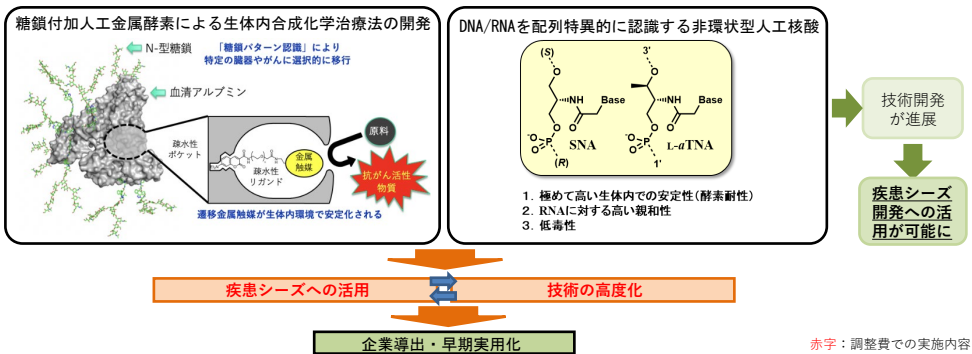 糖鎖付加人工金属酵素による生体内合成化学治療法の開発
N-型糖鎖
「糖鎖パターン認識」により
特定の臓器やがんに選択的に移行
血清アルブミン
疎水性
ポケット
疎水性
リガンド
金属
触媒
原料
抗がん活性
物質
遷移金属触媒が生体内環境で安定化される
DNA/RNAを配列特異的に認識する非環状型人工核酸
(S)
O
NH
Base
O
O
-O
P
O
O
(R)
SNA
3'
O
NH
Base
O
O
-O
P
O
O
1'
L-aTNA
1. 極めて高い生体内での安定性(酵素耐性)
2. RNAに対する高い親和性
3. 低毒性
技術開発
が進展
疾患シーズ
開発への活
用が可能に
疾患シーズへの活用
技術の高度化
企業導出・早期実用化
赤字:調整費での実施内容